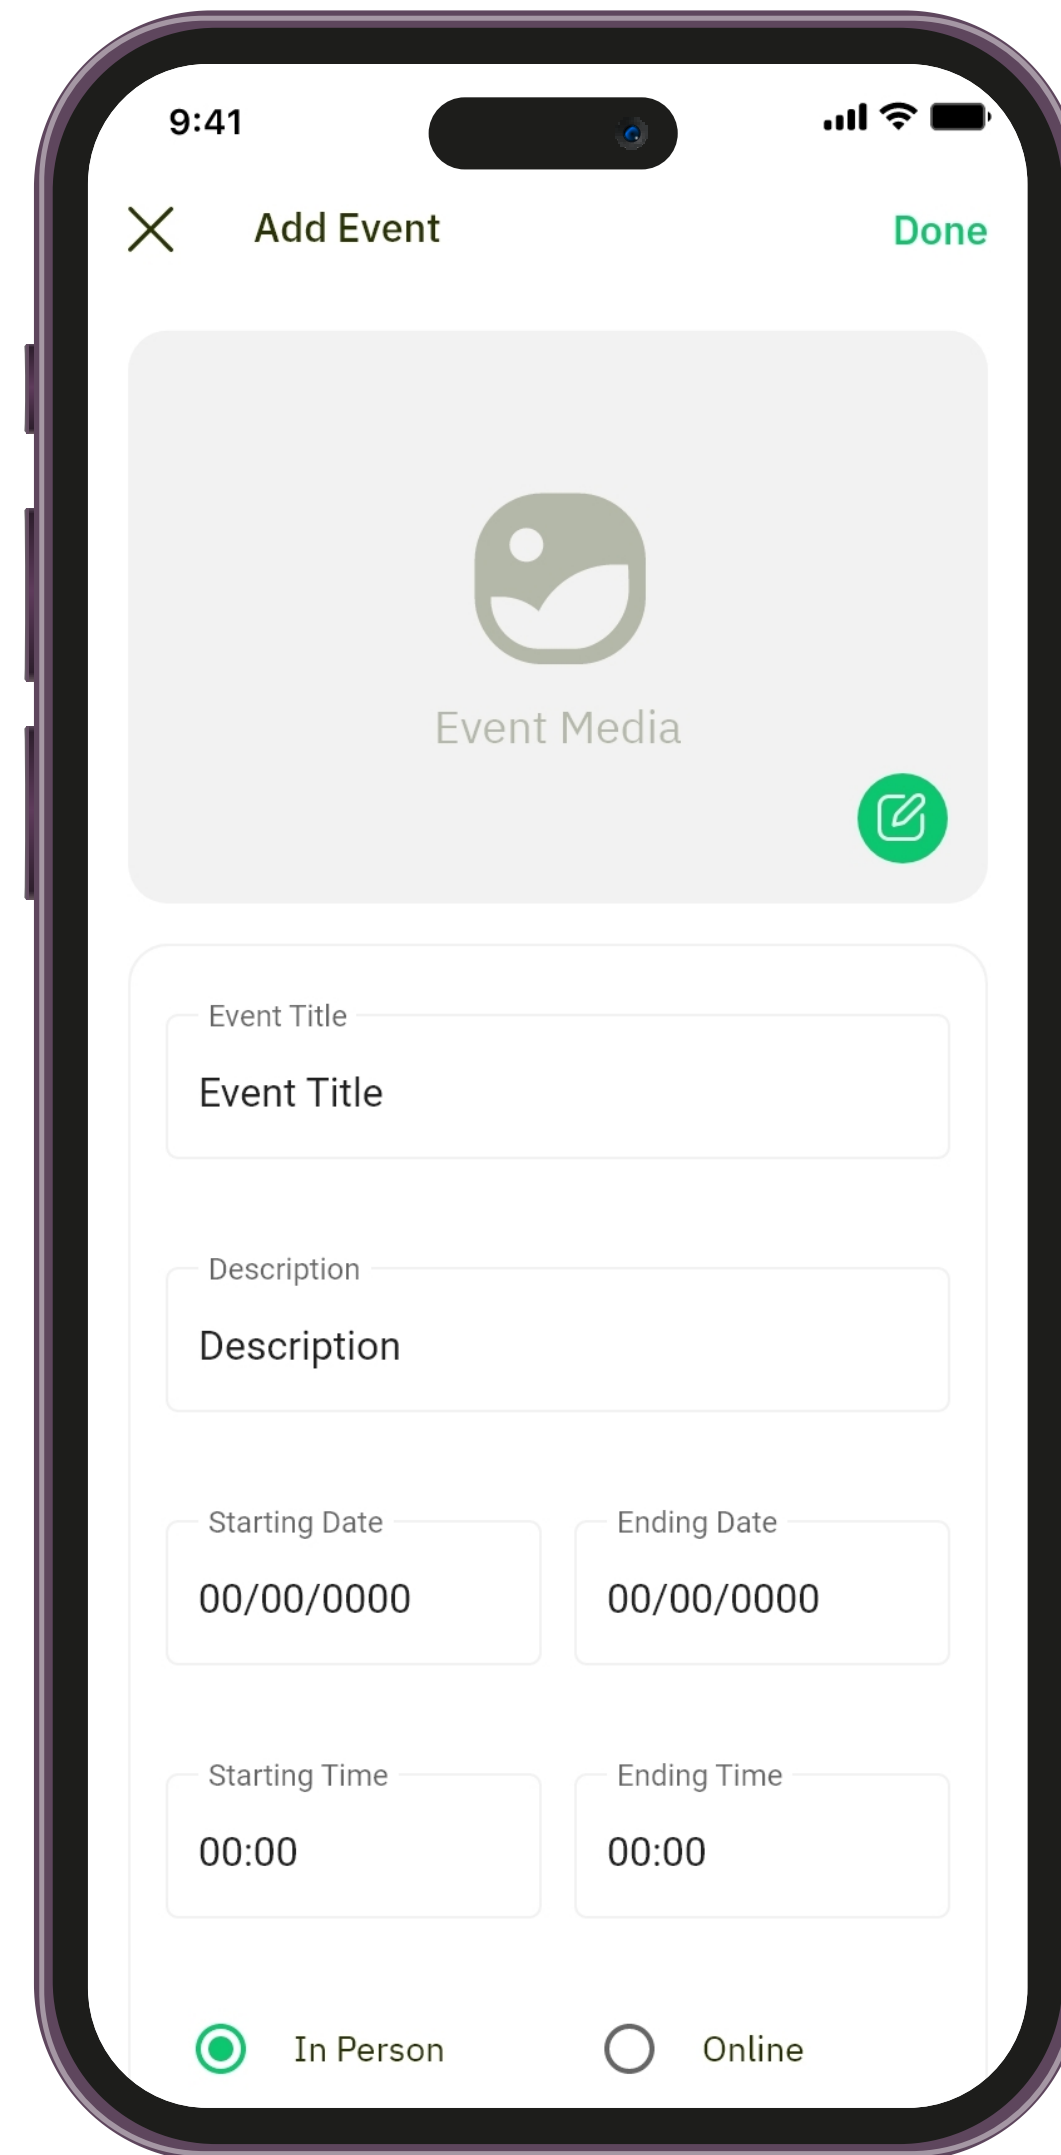 9:41
Add Event
Done
Event Media
Event Title
Event Title
Description
Description
Starting Date
Ending Date
00/00/0000
00/00/0000
Starting Time
Ending Time
00:00
00:00
In Person
Online